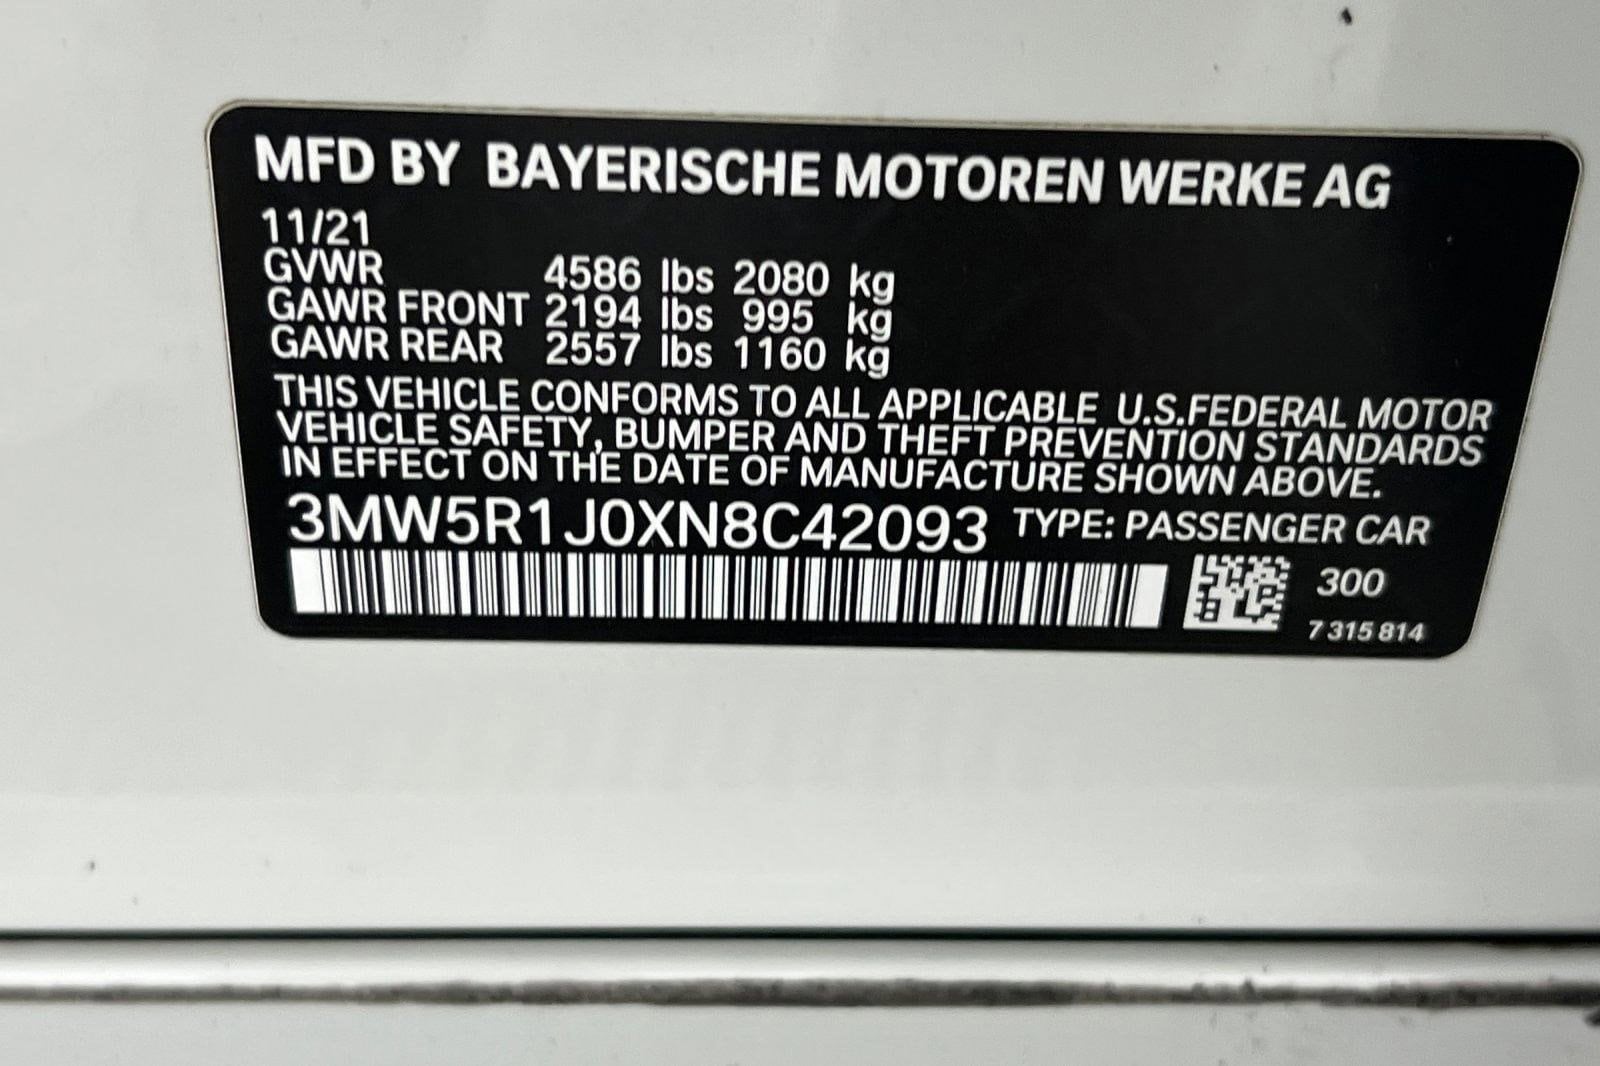 MFD BY BAYERISCHE MOTOREN WERKE AG
11/21
GVWR 4586 lbs 2080 kg
GAWR FRONT 2194 lbs 995 kg
GAWR REAR 2557 lbs 1160 kg
THIS VEHICLE CONFORMS TO ALL APPLICABLE U.S.FEDERAL MOTOR
VEHICLE SAFETY, BUMPER AND THEFT PREVENTION STANDARDS
IN EFFECT ON THE DATE OF MANUFACTURE SHOWN ABOVE.
3MW5R1J0XN8C42093 TYPE: PASSENGER CAR
300
7 315 814